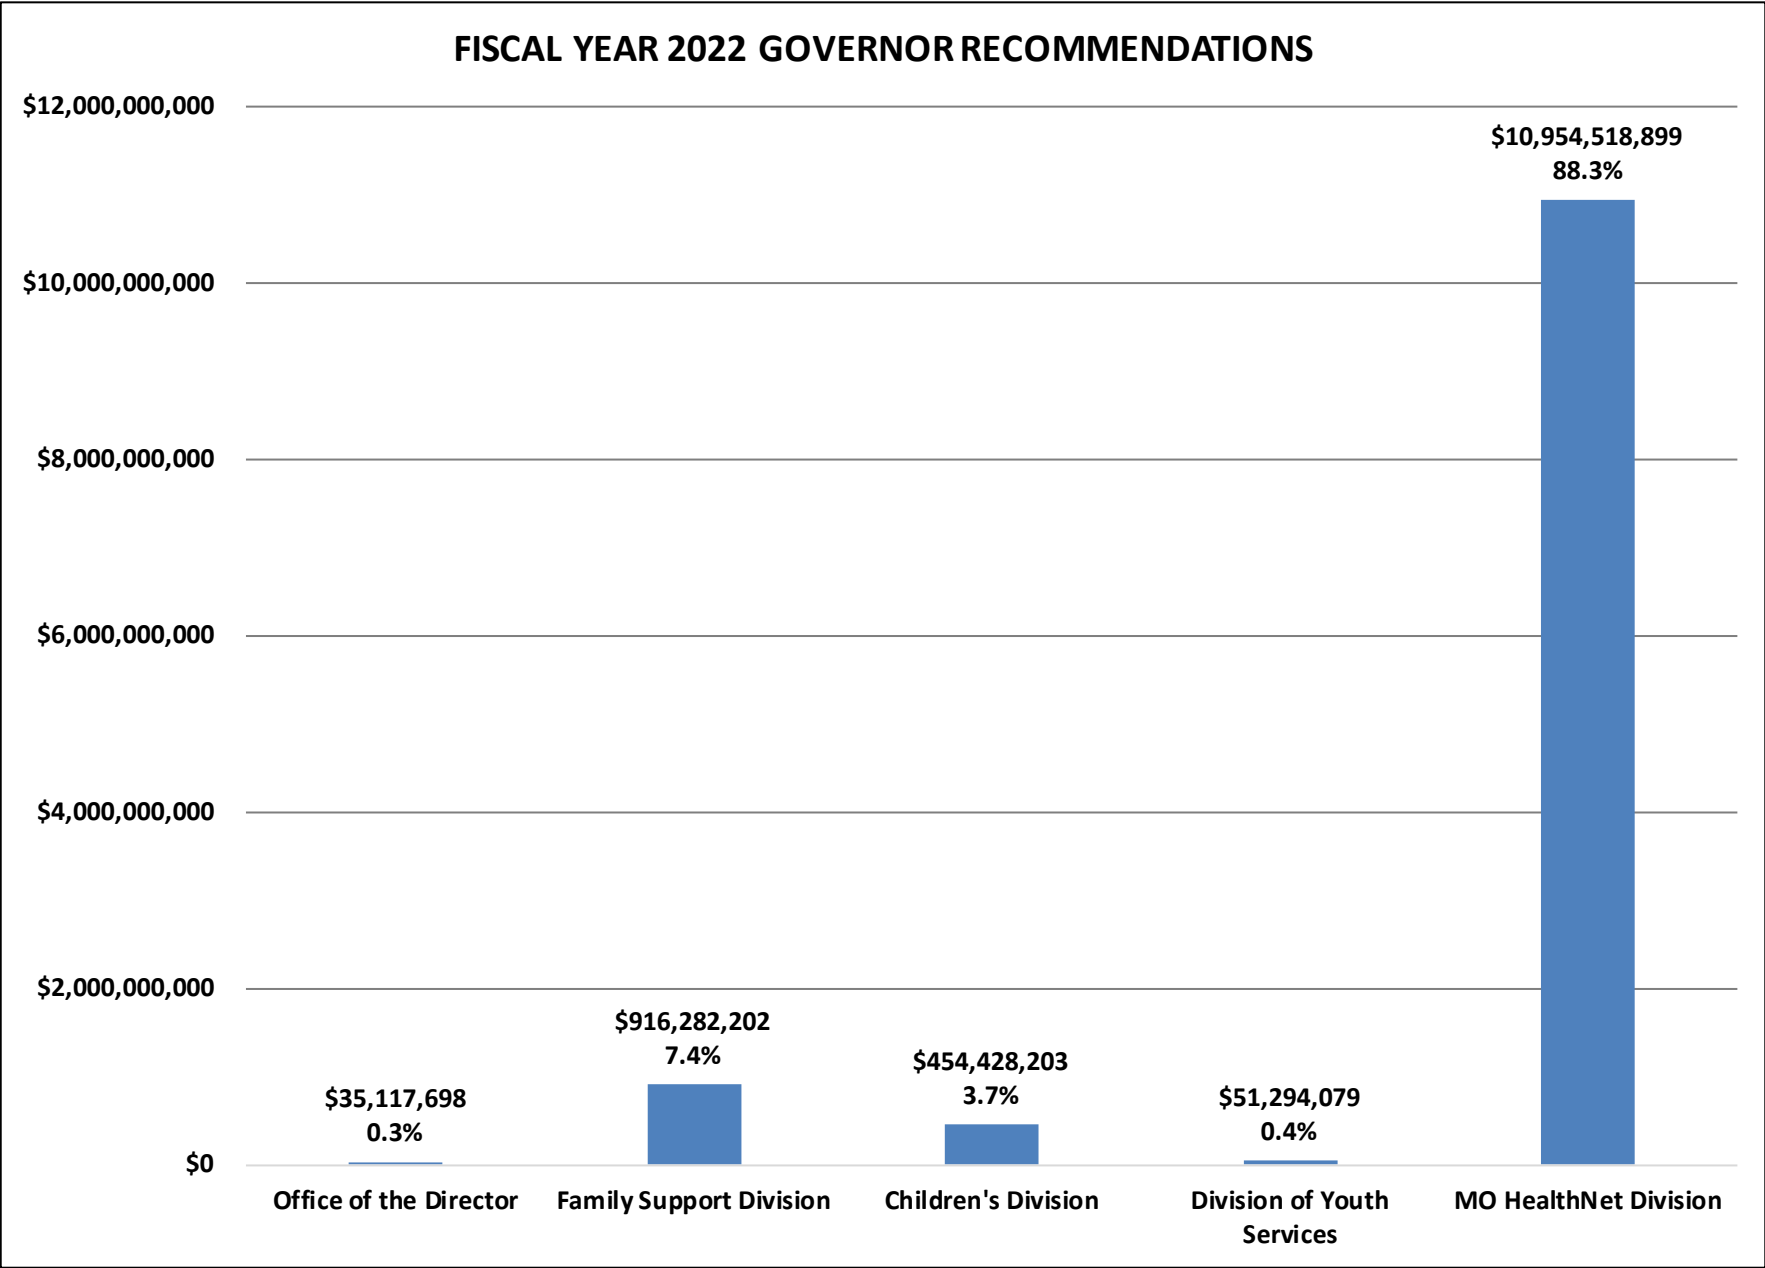 FISCAL YEAR 2022 GOVERNOR RECOMMENDATIONS
$12,000,000,000
$10,000,000,000
$8,000,000,000
$6,000,000,000
$4,000,000,000
$2,000,000,000
$0
$35,117,698
0.3%
$916,282,202
7.4%
$454,428,203
3.7%
$51,294,079
0.4%
$10,954,518,899
88.3%
Office of the Director
Family Support Division
Children's Division
Division of Youth
Services
MO HealthNet Division